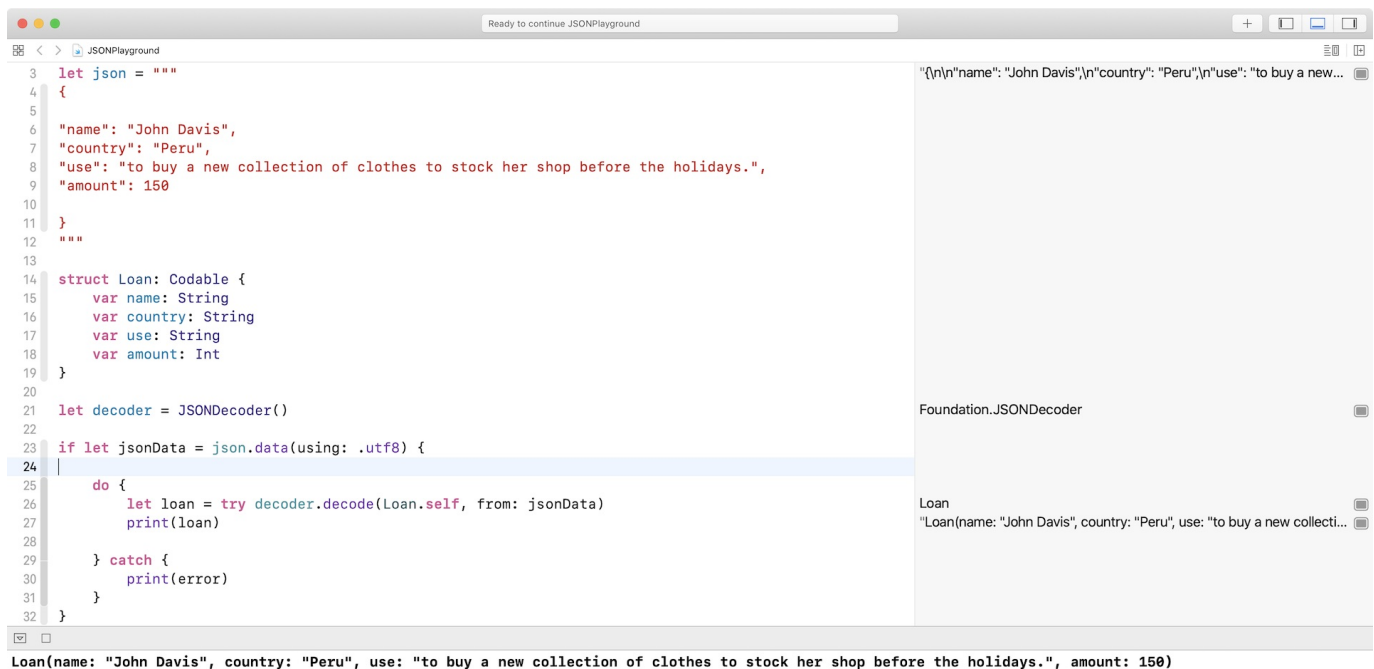 Ready to continue JSONPlayground
JSONPlayground
3 let json = """ "{\n\n"name": "John Davis",\n"country": "Peru",\n"use": "to buy a new...
4 {
5
6 "name": "John Davis",
7 "country": "Peru",
8 "use": "to buy a new collection of clothes to stock her shop before the holidays.",
9 "amount": 150
10
11 }
12 """
13
14 struct Loan: Codable {
15     var name: String
16     var country: String
17     var use: String
18     var amount: Int
19 }
20
21 let decoder = JSONDecoder() Foundation.JSONDecoder
22
23 if let jsonData = json.data(using: .utf8) {
24
25     do {
26         let loan = try decoder.decode(Loan.self, from: jsonData) Loan
27         print(loan) "Loan(name: "John Davis", country: "Peru", use: "to buy a new collecti...
28
29     } catch {
30         print(error)
31     }
32 }
Loan(name: "John Davis", country: "Peru", use: "to buy a new collection of clothes to stock her shop before the holidays.", amount: 150)